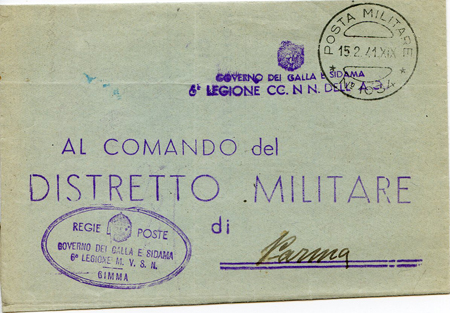 POSTA MILITARE
15.2.41.XIX
N° 1034
GOVERNO DEI GALLA E SIDAMA
6ª LEGIONE CC. N N. DELL' A.
AL COMANDO del
DISTRETTO MILITARE
di
Parma
REGIE POSTE
GOVERNO DEI GALLA E SIDAMA
6ª LEGIONE M. V. S. N.
GIMMA